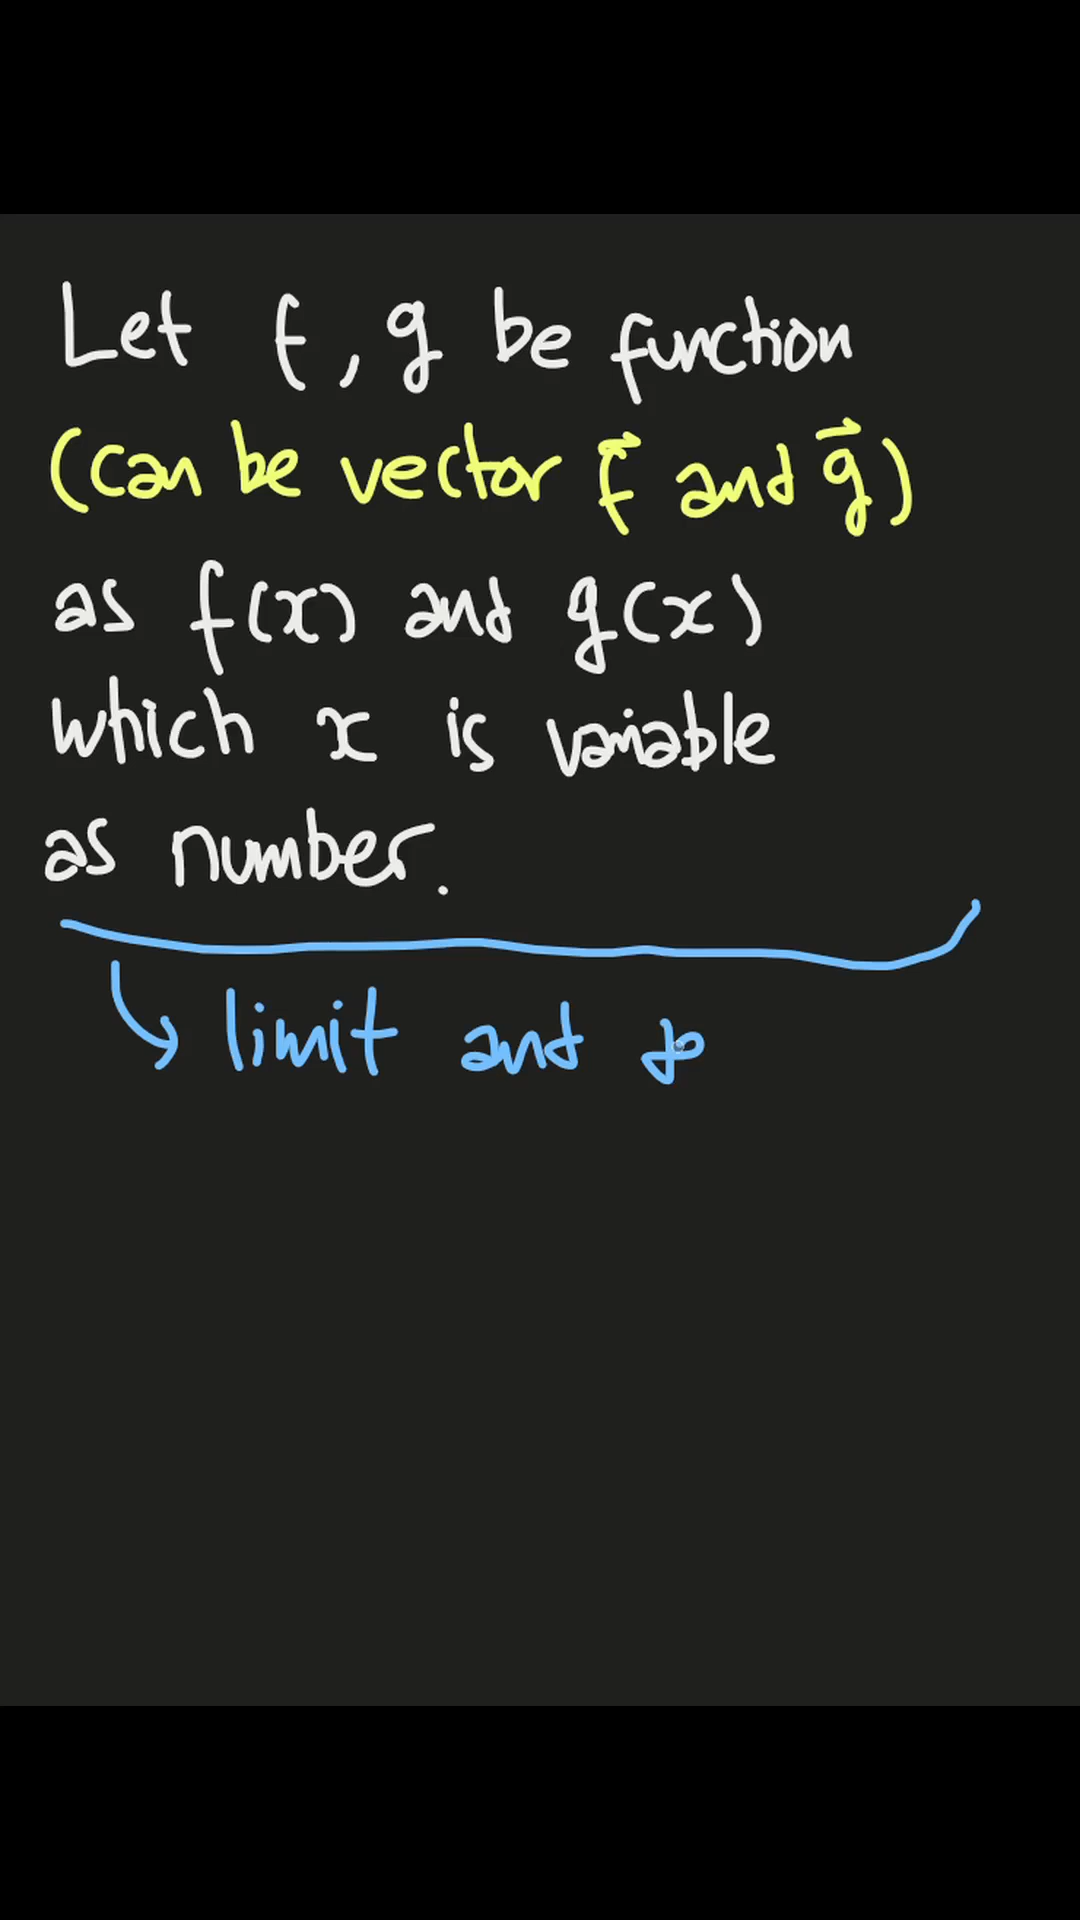 Let f, g be function
(can be vector f⃗ and g⃗)
as f(x) and g(x)
which x is variable
as number.
↳ limit and